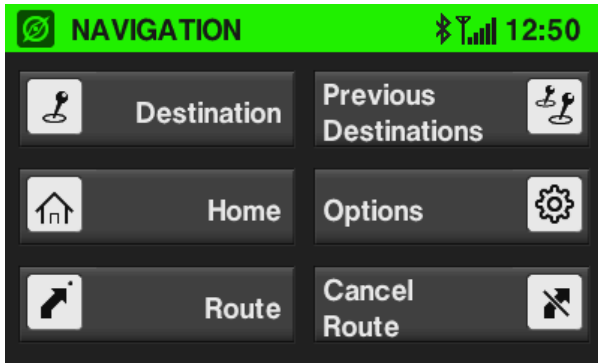 NAVIGATION 12:50
Destination
Previous
Destinations
Home
Options
Route
Cancel
Route